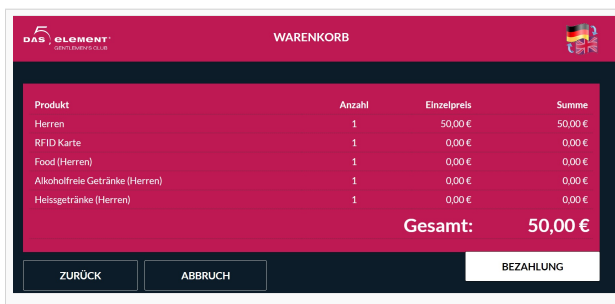 5
DAS ELEMENT
GENTLEMEN'S CLUB
WARENKORB
Produkt Anzahl Einzelpreis Summe
Herren 1 50,00 € 50,00 €
RFID Karte 1 0,00 € 0,00 €
Food (Herren) 1 0,00 € 0,00 €
Alkoholfreie Getränke (Herren) 1 0,00 € 0,00 €
Heissgetränke (Herren) 1 0,00 € 0,00 €
Gesamt: 50,00 €
ZURÜCK ABBRUCH BEZAHLUNG